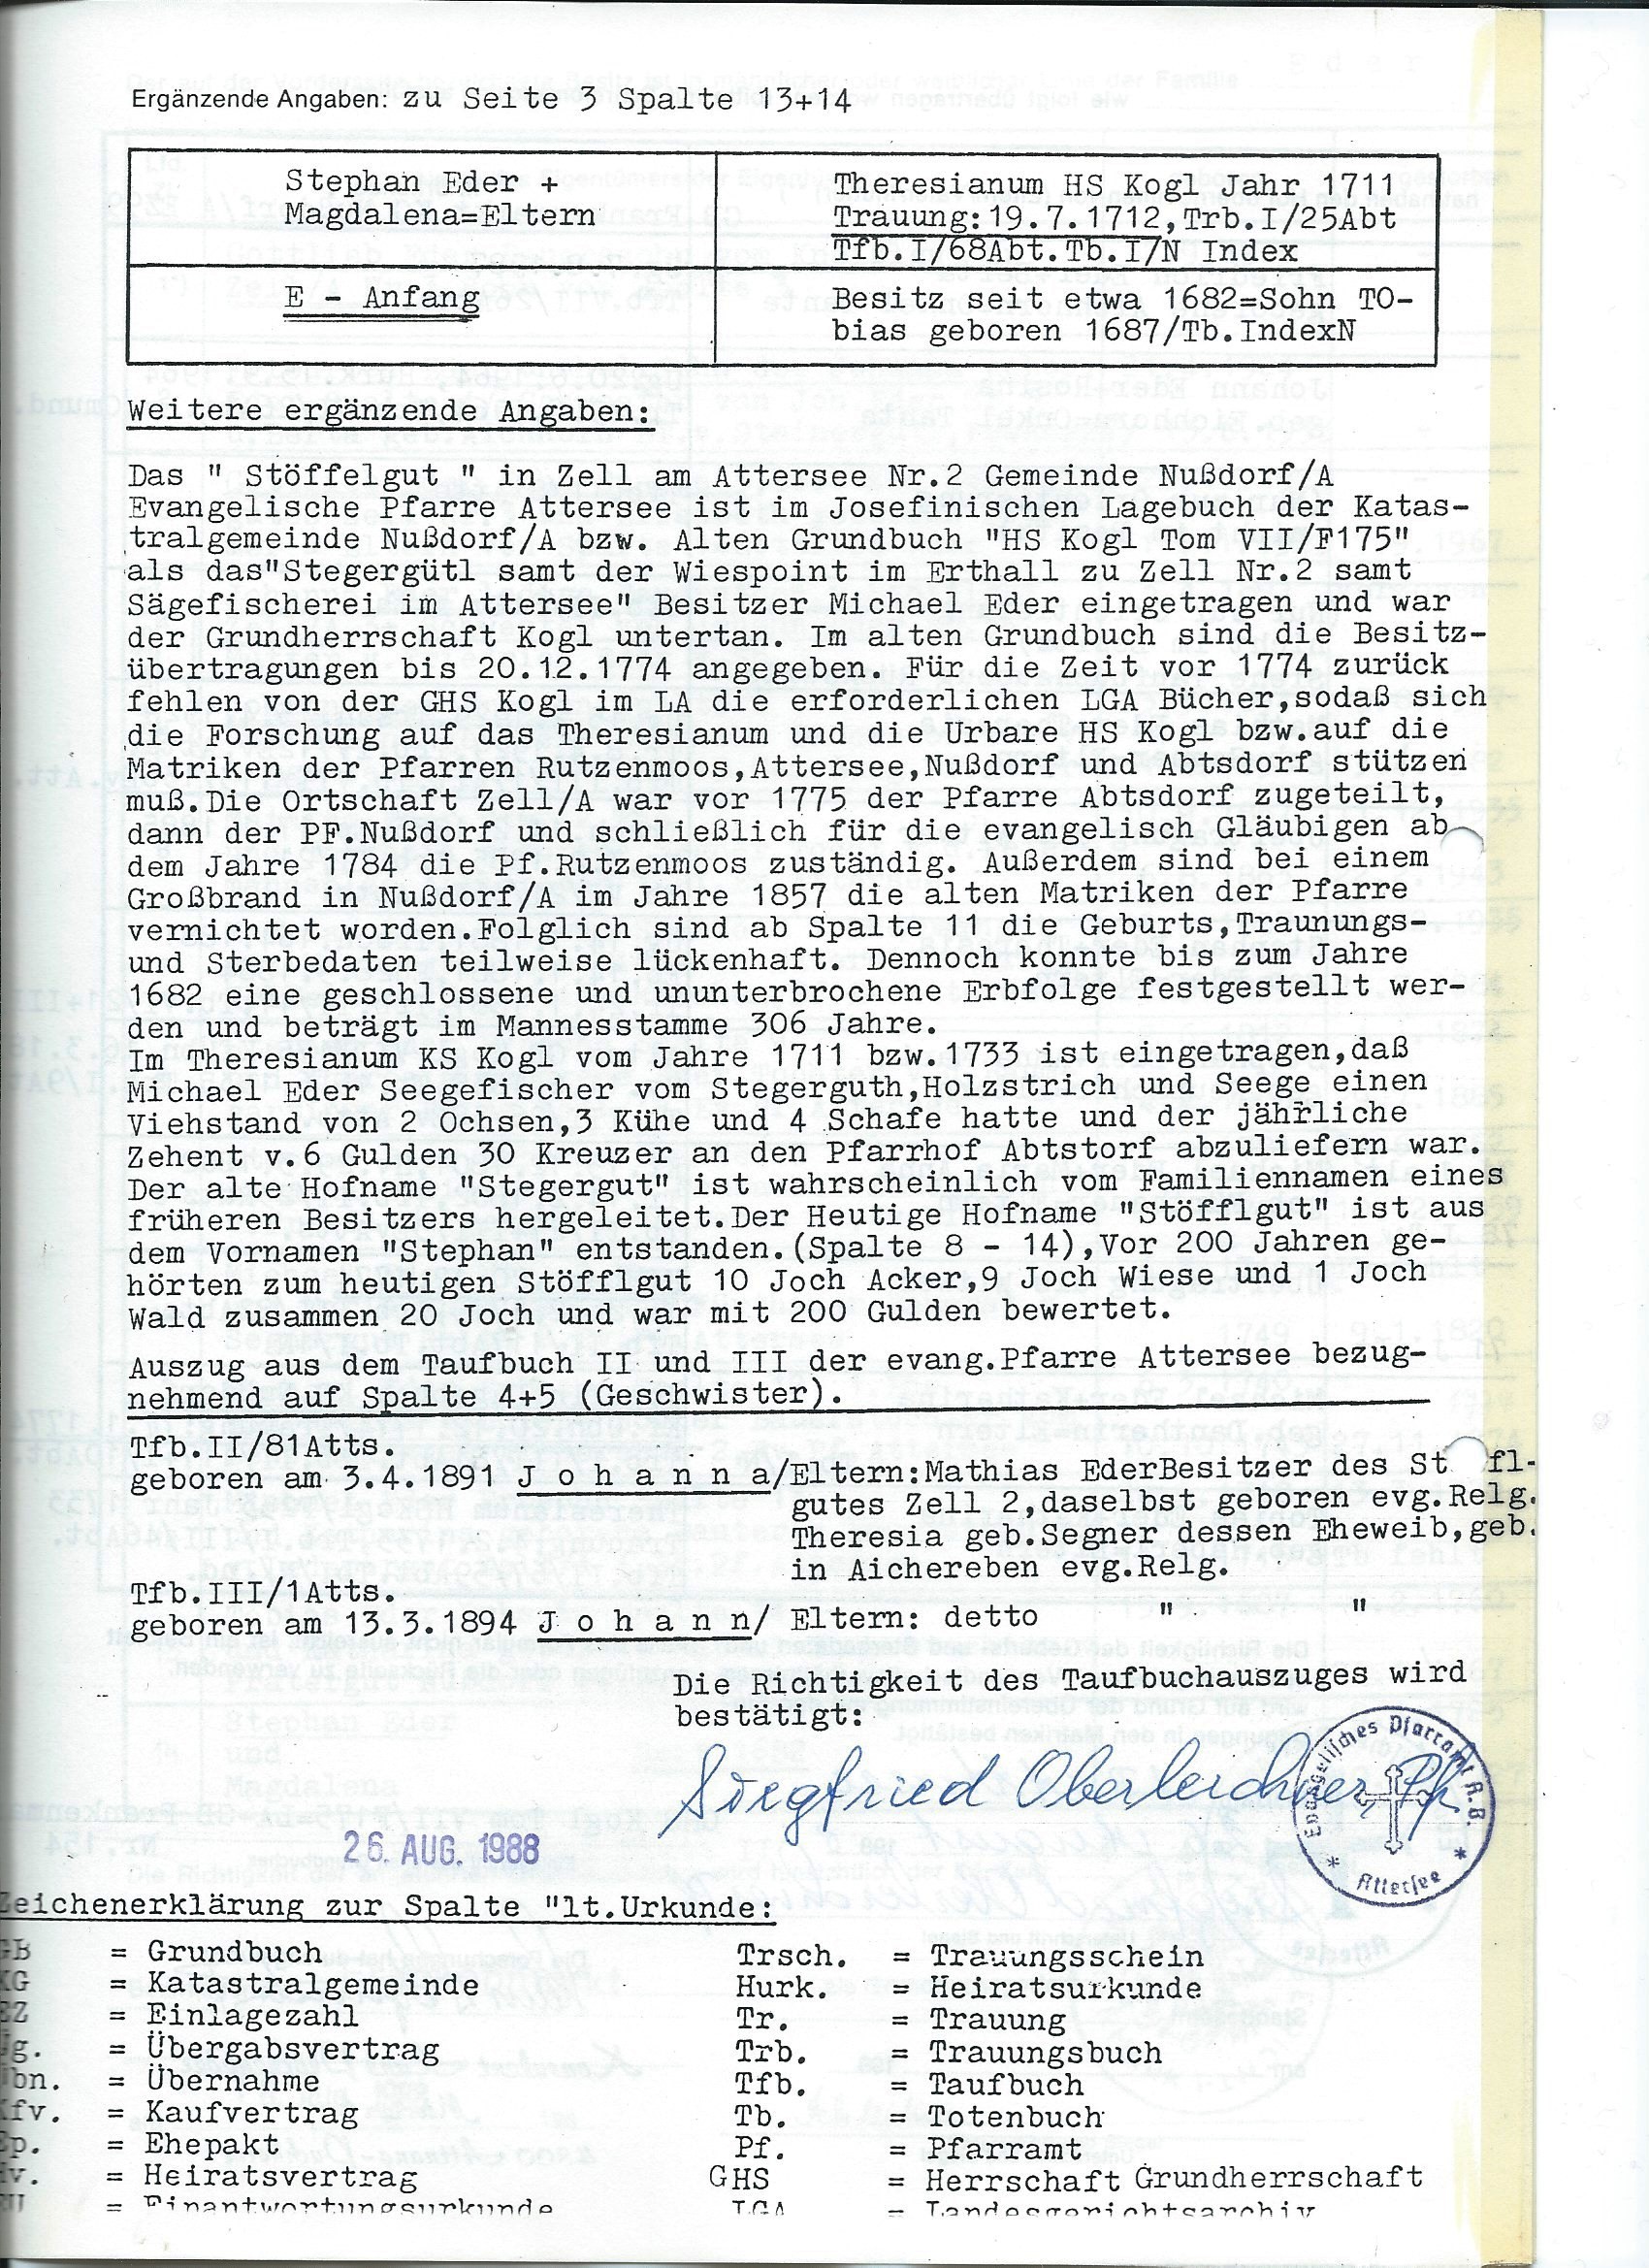 Ergänzende Angaben: zu Seite 3 Spalte 13+14
Stephan Eder +
Magdalena=Eltern
Theresianum HS Kogl Jahr 1711
Trauung:19.7.1712,Trb.I/25Abt
Tfb.I/68Abt.Tb.I/N Index
E - Anfang
Besitz seit etwa 1682=Sohn TO-
bias geboren 1687/Tb.IndexN
Weitere ergänzende Angaben:
Das " Stöffelgut " in Zell am Attersee Nr.2 Gemeinde Nußdorf/A
Evangelische Pfarre Attersee ist im Josefinischen Lagebuch der Katas-
tralgemeinde Nußdorf/A bzw. Alten Grundbuch "HS Kogl Tom VII/F175"
als das"Stegergütl samt der Wiespoint im Erthall zu Zell Nr.2 samt
Sägefischerei im Attersee" Besitzer Michael Eder eingetragen und war
der Grundherrschaft Kogl untertan. Im alten Grundbuch sind die Besitz-
übertragungen bis 20.12.1774 angegeben. Für die Zeit vor 1774 zurück
fehlen von der GHS Kogl im LA die erforderlichen LGA Bücher,sodaß sich
die Forschung auf das Theresianum und die Urbare HS Kogl bzw.auf die
Matriken der Pfarren Rutzenmoos,Attersee,Nußdorf und Abtsdorf stützen
muß.Die Ortschaft Zell/A war vor 1775 der Pfarre Abtsdorf zugeteilt,
dann der PF.Nußdorf und schließlich für die evangelisch Gläubigen ab
dem Jahre 1784 die Pf.Rutzenmoos zuständig. Außerdem sind bei einem
Großbrand in Nußdorf/A im Jahre 1857 die alten Matriken der Pfarre
vernichtet worden.Folglich sind ab Spalte 11 die Geburts,Traunungs-
und Sterbedaten teilweise lückenhaft. Dennoch konnte bis zum Jahre
1682 eine geschlossene und ununterbrochene Erbfolge festgestellt wer-
den und beträgt im Mannesstamme 306 Jahre.
Im Theresianum KS Kogl vom Jahre 1711 bzw.1733 ist eingetragen,daß
Michael Eder Seegefischer vom Stegerguth,Holzstrich und Seege einen
Viehstand von 2 Ochsen,3 Kühe und 4 Schafe hatte und der jährliche
Zehent v.6 Gulden 30 Kreuzer an den Pfarrhof Abtstorf abzuliefern war.
Der alte Hofname "Stegergut" ist wahrscheinlich vom Familiennamen eines
früheren Besitzers hergeleitet.Der Heutige Hofname "Stöfflgut" ist aus
dem Vornamen "Stephan" entstanden.(Spalte 8 - 14),Vor 200 Jahren ge-
hörten zum heutigen Stöfflgut 10 Joch Acker,9 Joch Wiese und 1 Joch
Wald zusammen 20 Joch und war mit 200 Gulden bewertet.
Auszug aus dem Taufbuch II und III der evang.Pfarre Attersee bezug-
nehmend auf Spalte 4+5 (Geschwister).
Tfb.II/81Atts.
geboren am 3.4.1891 J o h a n n a/Eltern:Mathias EderBesitzer des St fl-
gutes Zell 2,daselbst geboren evg.Relg.
Theresia geb.Segner dessen Eheweib,geb.
in Aichereben evg.Relg.
Tfb.III/1Atts.
geboren am 13.3.1894 J o h a n n/ Eltern: detto " "
Die Richtigkeit des Taufbuchauszuges wird
bestätigt:
Siegfried Oberleichner, Pfr.
Evangelisches Pfarramt A.B.
* Attersee *
26. AUG. 1988
Zeichenerklärung zur Spalte "lt.Urkunde:
GB = Grundbuch
KG = Katastralgemeinde
EZ = Einlagezahl
Üg. = Übergabsvertrag
Übn. = Übernahme
Kfv. = Kaufvertrag
Ep. = Ehepakt
Hv. = Heiratsvertrag
EU = Einantwortungsurkunde
Trsch. = Trauungsschein
Hurk. = Heiratsurkunde
Tr. = Trauung
Trb. = Trauungsbuch
Tfb. = Taufbuch
Tb. = Totenbuch
Pf. = Pfarramt
GHS = Herrschaft Grundherrschaft
LGA = Landesgerichtsarchiv